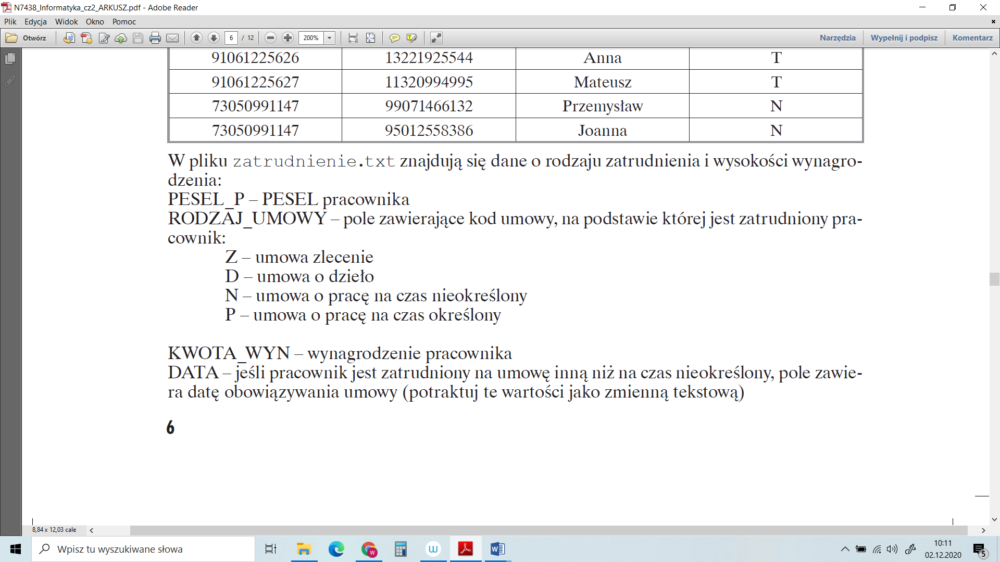 N7438_Informatyka_cz2_ARKUSZ.pdf - Adobe Reader
Plik Edycja Widok Okno Pomoc
Otwórz 6 / 12 200% Narzędzia Wypełnij i podpisz Komentarz
91061225626 13221925544 Anna T
91061225627 11320994995 Mateusz T
73050991147 99071466132 Przemysław N
73050991147 95012558386 Joanna N
W pliku zatrudnienie.txt znajdują się dane o rodzaju zatrudnienia i wysokości wynagro-
dzenia:
PESEL_P – PESEL pracownika
RODZAJ_UMOWY – pole zawierające kod umowy, na podstawie której jest zatrudniony pra-
cownik:
Z – umowa zlecenie
D – umowa o dzieło
N – umowa o pracę na czas nieokreślony
P – umowa o pracę na czas określony
KWOTA_WYN – wynagrodzenie pracownika
DATA – jeśli pracownik jest zatrudniony na umowę inną niż na czas nieokreślony, pole zawie-
ra datę obowiązywania umowy (potraktuj te wartości jako zmienną tekstową)
6
8,84 x 12,03 cale
Wpisz tu wyszukiwane słowa
10:11
02.12.2020
5